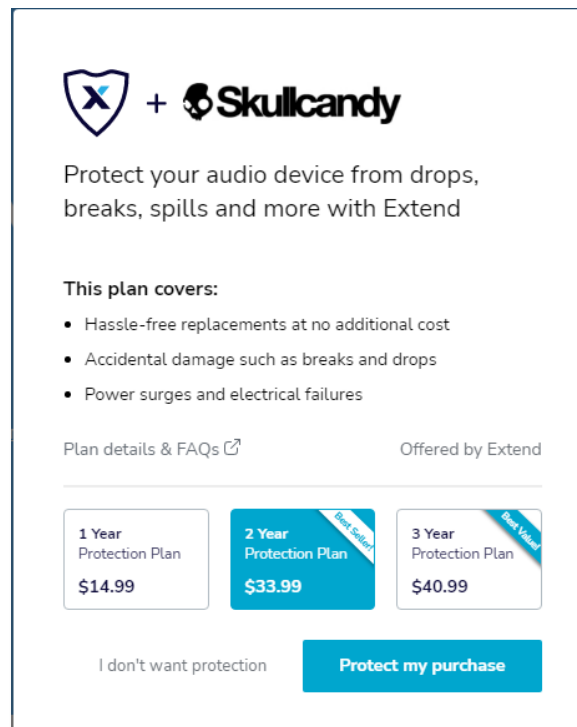 X + Skullcandy
Protect your audio device from drops,
breaks, spills and more with Extend
This plan covers:
• Hassle-free replacements at no additional cost
• Accidental damage such as breaks and drops
• Power surges and electrical failures
Plan details & FAQs
Offered by Extend
1 Year
Protection Plan
$14.99
Best Seller!
2 Year
Protection Plan
$33.99
Best Value!
3 Year
Protection Plan
$40.99
I don't want protection
Protect my purchase